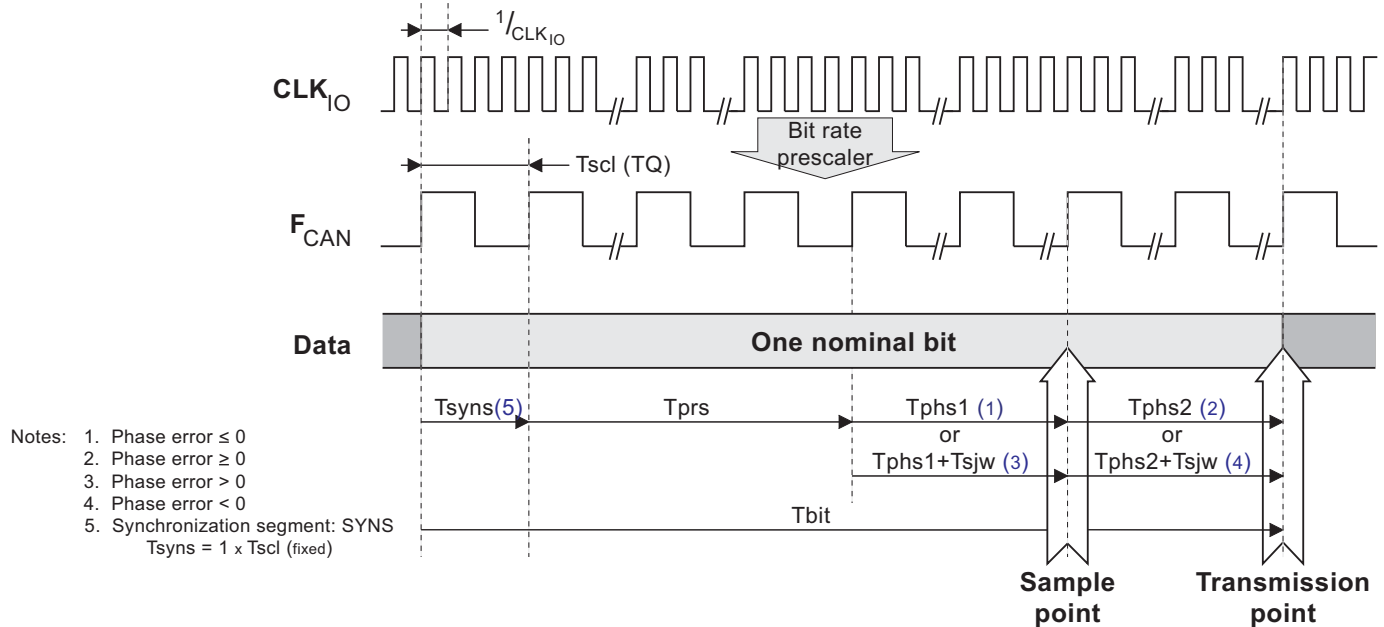 1/CLKIO
CLKIO
Bit rate
prescaler
Tscl (TQ)
FCAN
Data
One nominal bit
Tsyns(5)
Tprs
Tphs1 (1)
Tphs2 (2)
or
or
Tphs1+Tsjw (3)
Tphs2+Tsjw (4)
Tbit
Notes: 1. Phase error ≤ 0
2. Phase error ≥ 0
3. Phase error > 0
4. Phase error < 0
5. Synchronization segment: SYNS
Tsyns = 1 x Tscl (fixed)
Sample
point
Transmission
point